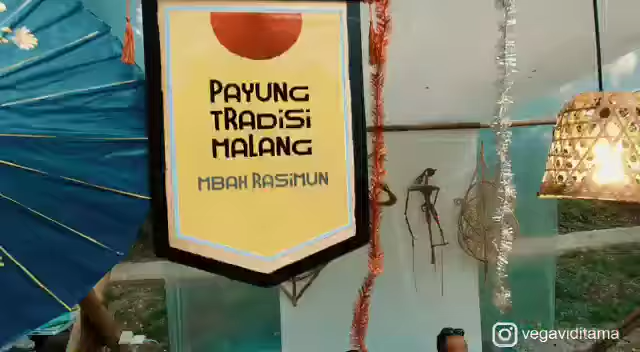 PAYUNG
TRADISI
MALANG
MBAH RASIMUN
vegaviditama